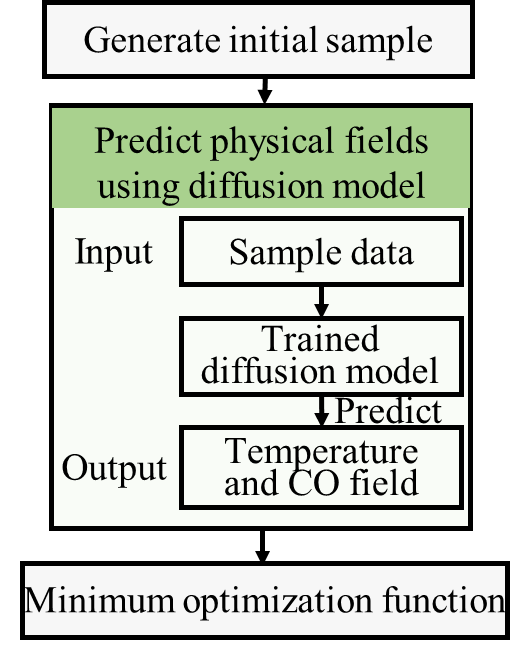 Generate initial sample
Predict physical fields
using diffusion model
Input
Sample data
Trained
diffusion model
Predict
Output
Temperature
and CO field
Minimum optimization function